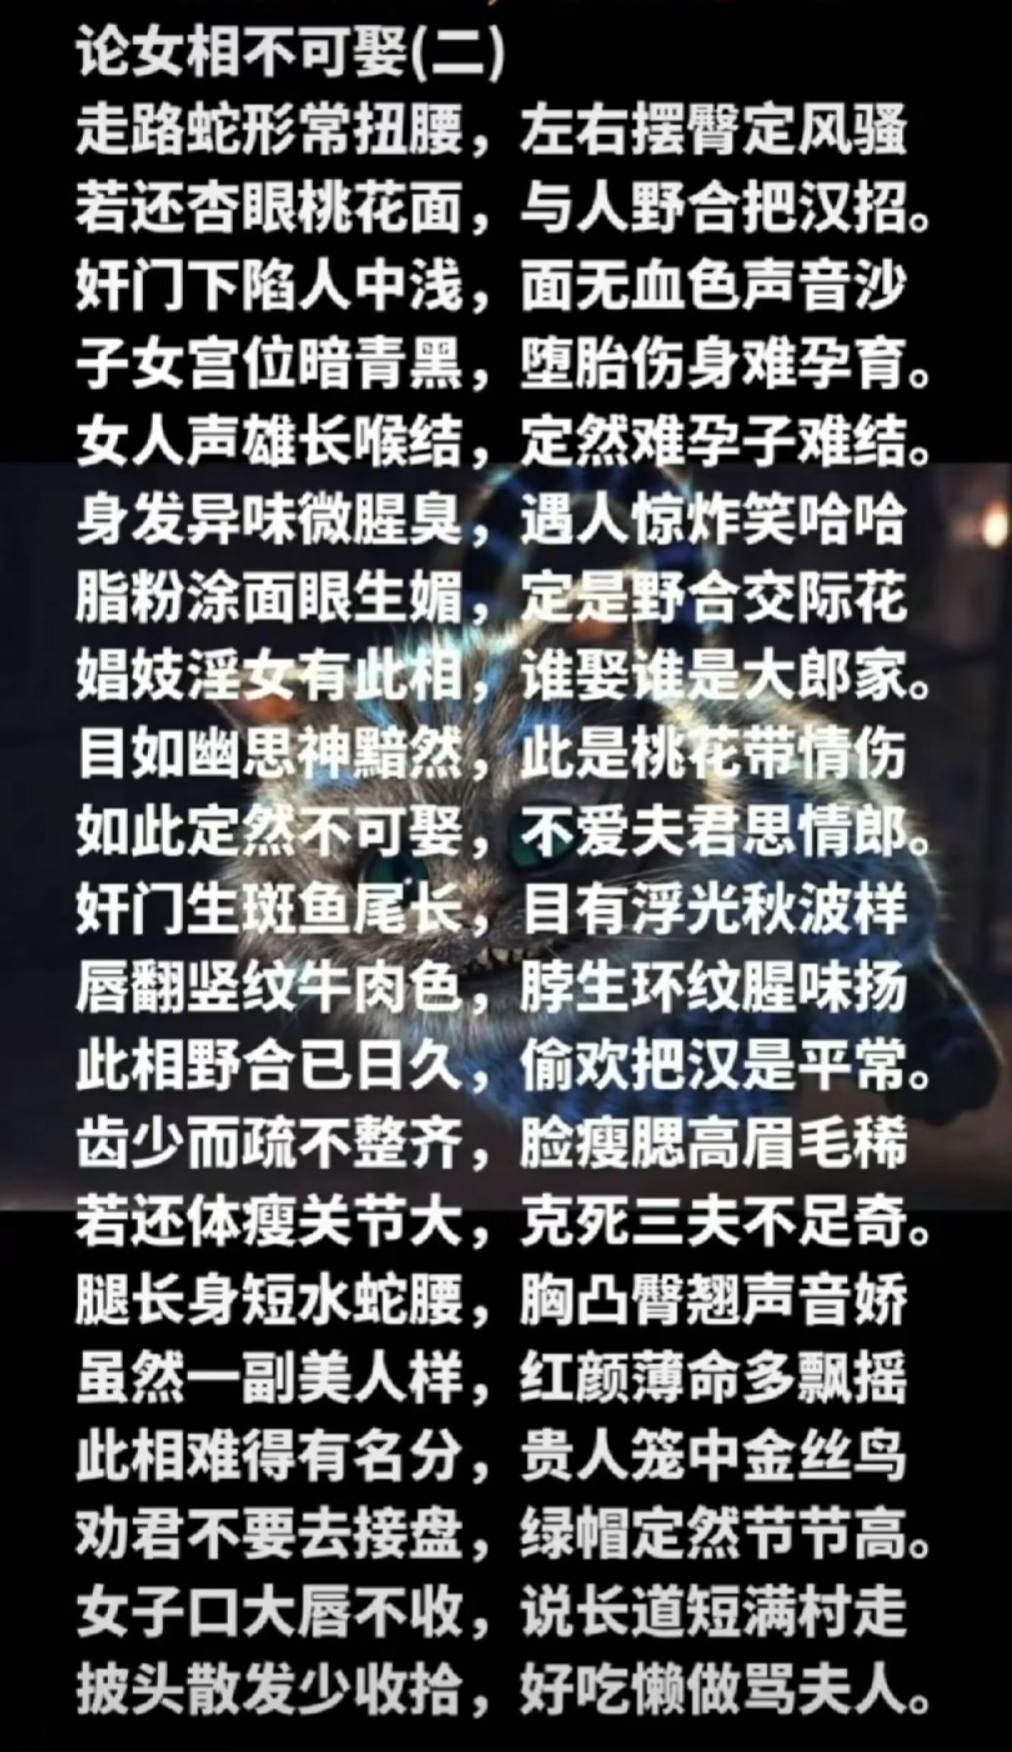 论女相不可娶(二)
走路蛇形常扭腰，左右摆臀定风骚
若还杏眼桃花面，与人野合把汉招。
奸门下陷人中浅，面无血色声音沙
子女宫位暗青黑，堕胎伤身难孕育。
女人声雄长喉结，定然难孕子难结。
身发异味微腥臭，遇人惊炸笑哈哈
脂粉涂面眼生媚，定是野合交际花
娼妓淫女有此相，谁娶谁是大郎家。
目如幽思神黯然，此是桃花带情伤
如此定然不可娶，不爱夫君思情郎。
奸门生斑鱼尾长，目有浮光秋波样
唇翻竖纹牛肉色，脖生环纹腥味扬
此相野合已日久，偷欢把汉是平常。
齿少而疏不整齐，脸瘦腮高眉毛稀
若还体瘦关节大，克死三夫不足奇。
腿长身短水蛇腰，胸凸臀翘声音娇
虽然一副美人样，红颜薄命多飘摇
此相难得有名分，贵人笼中金丝鸟
劝君不要去接盘，绿帽定然节节高。
女子口大唇不收，说长道短满村走
披头散发少收拾，好吃懒做骂夫人。